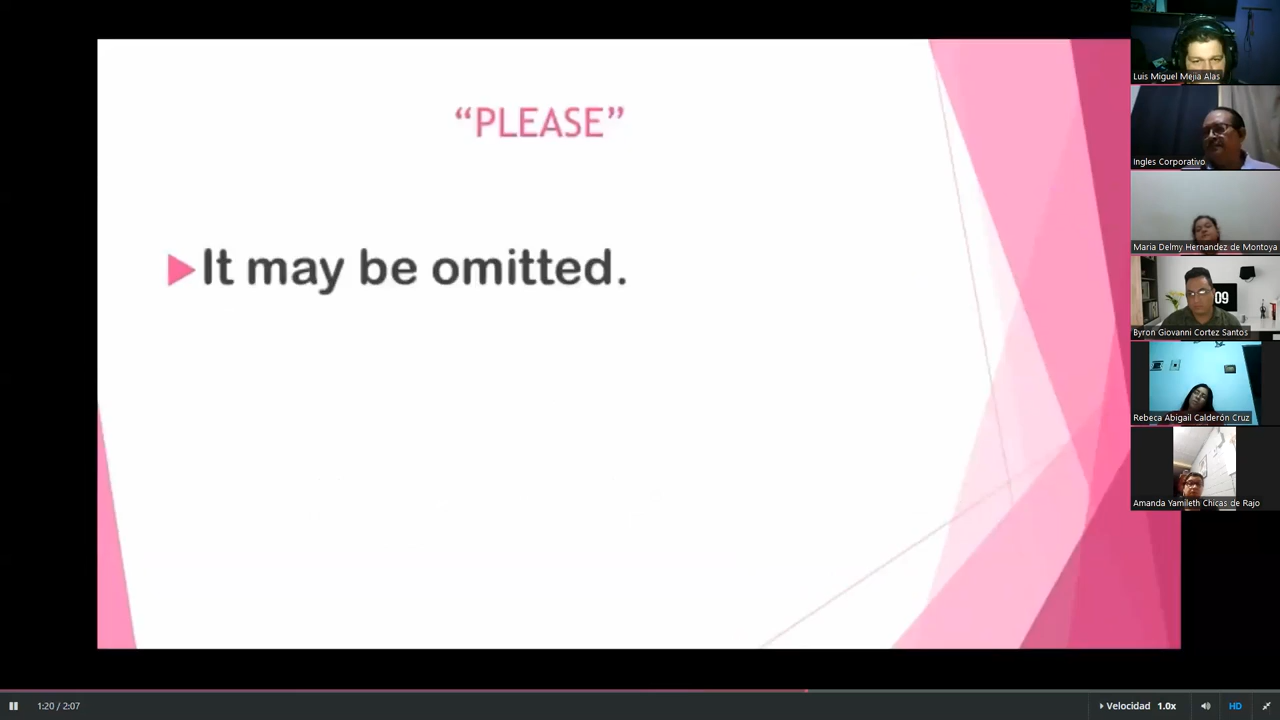 “PLEASE”
It may be omitted.
Luis Miguel Mejia Alas
Ingles Corporativo
Maria Delmy Hernandez de Montoya
09
Byron Giovanni Cortez Santos
Rebeca Abigail Calderón Cruz
Amanda Yamileth Chicas de Rajo
1:20 / 2:07
Velocidad 1.0x
HD